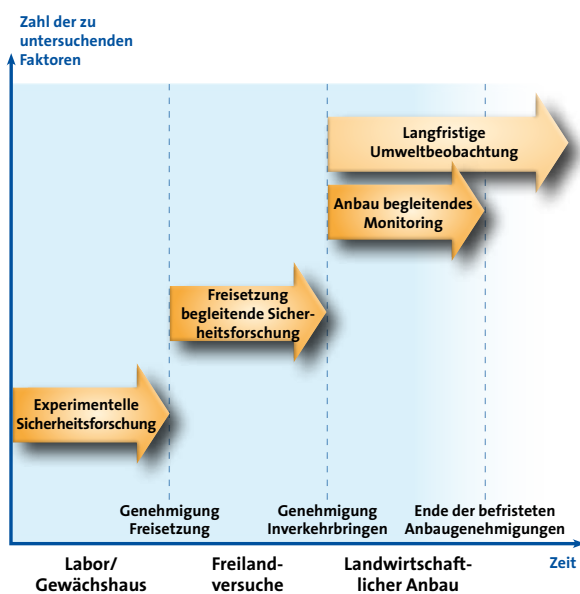 Zahl der zu
untersuchenden
Faktoren
Langfristige
Umweltbeobachtung
Anbau begleitendes
Monitoring
Freisetzung
begleitende Sicher-
heitsforschung
Experimentelle
Sicherheitsforschung
Genehmigung
Freisetzung
Genehmigung
Inverkehrbringen
Ende der befristeten
Anbaugenehmigungen
Labor/
Gewächshaus
Freiland-
versuche
Landwirtschaft-
licher Anbau
Zeit